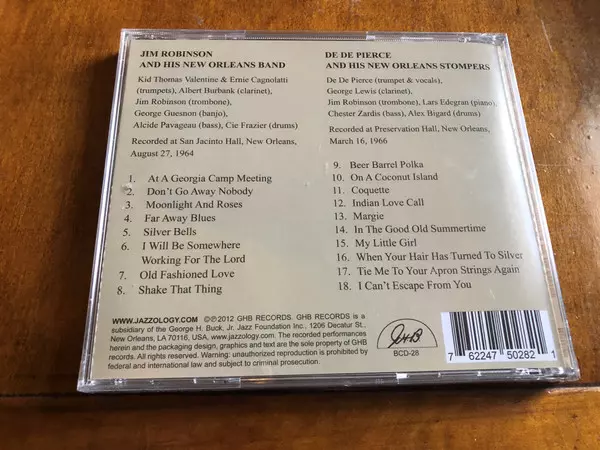 JIM ROBINSON
AND HIS NEW ORLEANS BAND
Kid Thomas Valentine & Ernie Cagnolatti
(trumpets), Albert Burbank (clarinet),
Jim Robinson (trombone),
George Guesnon (banjo),
Alcide Pavageau (bass), Cie Frazier (drums)
Recorded at San Jacinto Hall, New Orleans,
August 27, 1964
1. At A Georgia Camp Meeting
2. Don't Go Away Nobody
3. Moonlight And Roses
4. Far Away Blues
5. Silver Bells
6. I Will Be Somewhere
Working For The Lord
7. Old Fashioned Love
8. Shake That Thing
DE DE PIERCE
AND HIS NEW ORLEANS STOMPERS
De De Pierce (trumpet & vocals),
George Lewis (clarinet),
Jim Robinson (trombone), Lars Edegran (piano),
Chester Zardis (bass), Alex Bigard (drums)
Recorded at Preservation Hall, New Orleans,
March 16, 1966
9. Beer Barrel Polka
10. On A Coconut Island
11. Coquette
12. Indian Love Call
13. Margie
14. In The Good Old Summertime
15. My Little Girl
16. When Your Hair Has Turned To Silver
17. Tie Me To Your Apron Strings Again
18. I Can't Escape From You
WWW.JAZZOLOGY.COM ©℗2012 GHB RECORDS. GHB RECORDS is a
subsidiary of the George H. Buck, Jr. Jazz Foundation Inc., 1206 Decatur St.,
New Orleans, LA 70116, USA, www.jazzology.com. The recorded performances
herein and the packaging design, graphics and text are the sole property of GHB
Records. All rights reserved. Warning: unauthorized reproduction is prohibited by
federal and international law and subject to criminal prosecution.
GHB
BCD-28
7 62247 50282 1